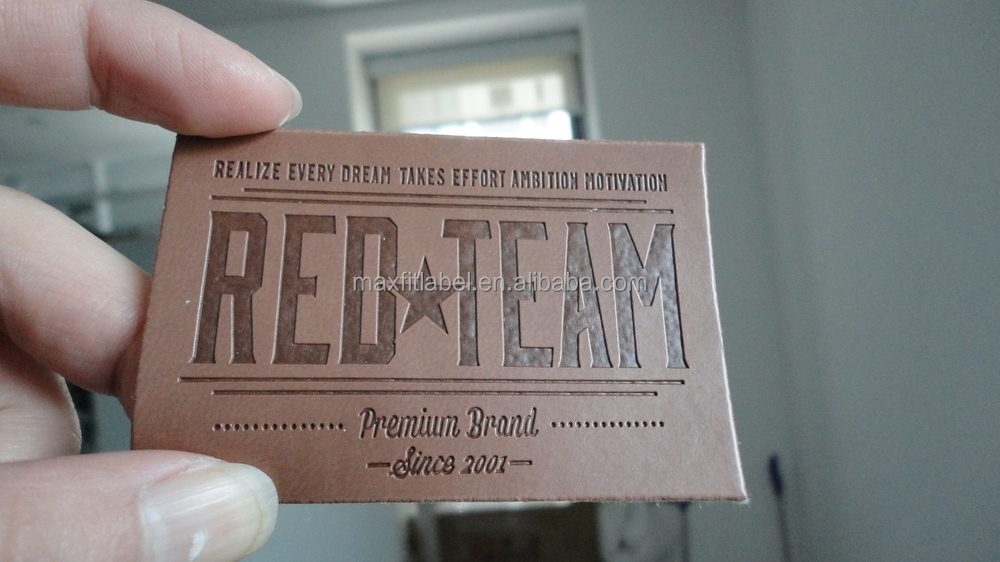 REALIZE EVERY DREAM TAKES EFFORT AMBITION MOTIVATION
RED★TEAM
maxfitlabel.en.alibaba.com
Premium Brand
Since 2001